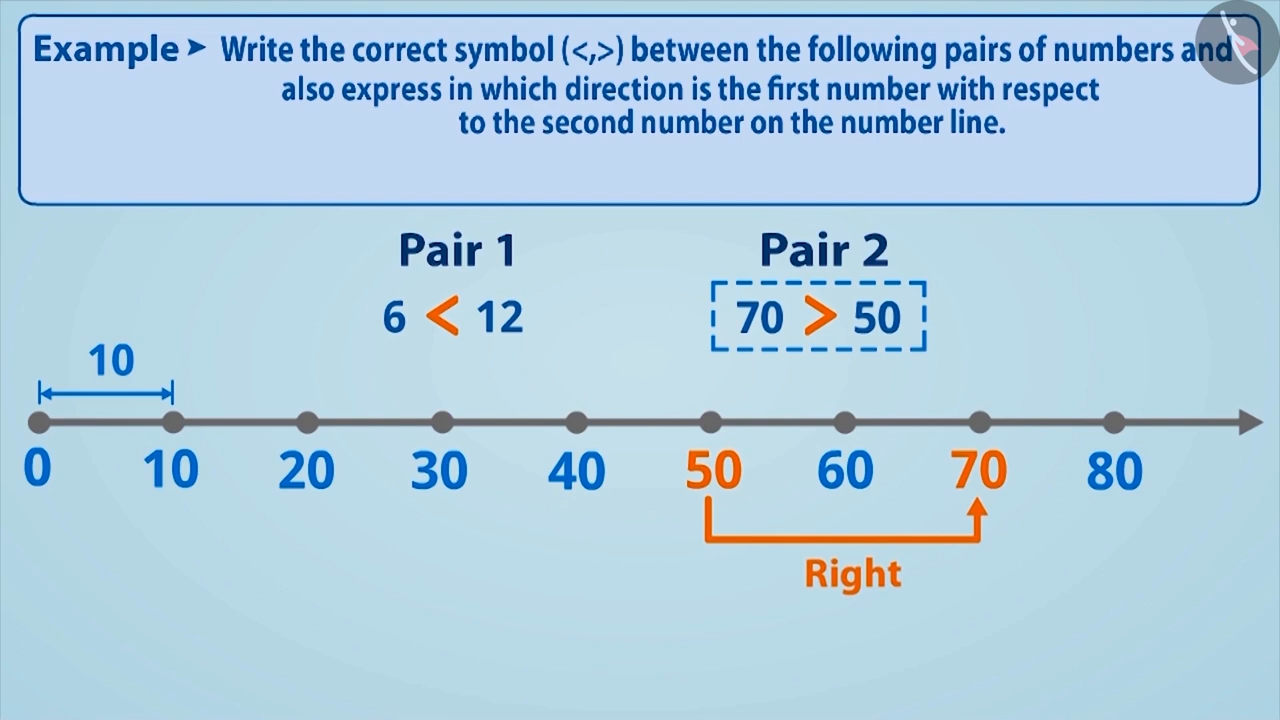 Example ➤ Write the correct symbol (<,>) between the following pairs of numbers and
also express in which direction is the first number with respect
to the second number on the number line.
Pair 1 Pair 2
6 < 12 70 > 50
10
0 10 20 30 40 50 60 70 80
Right